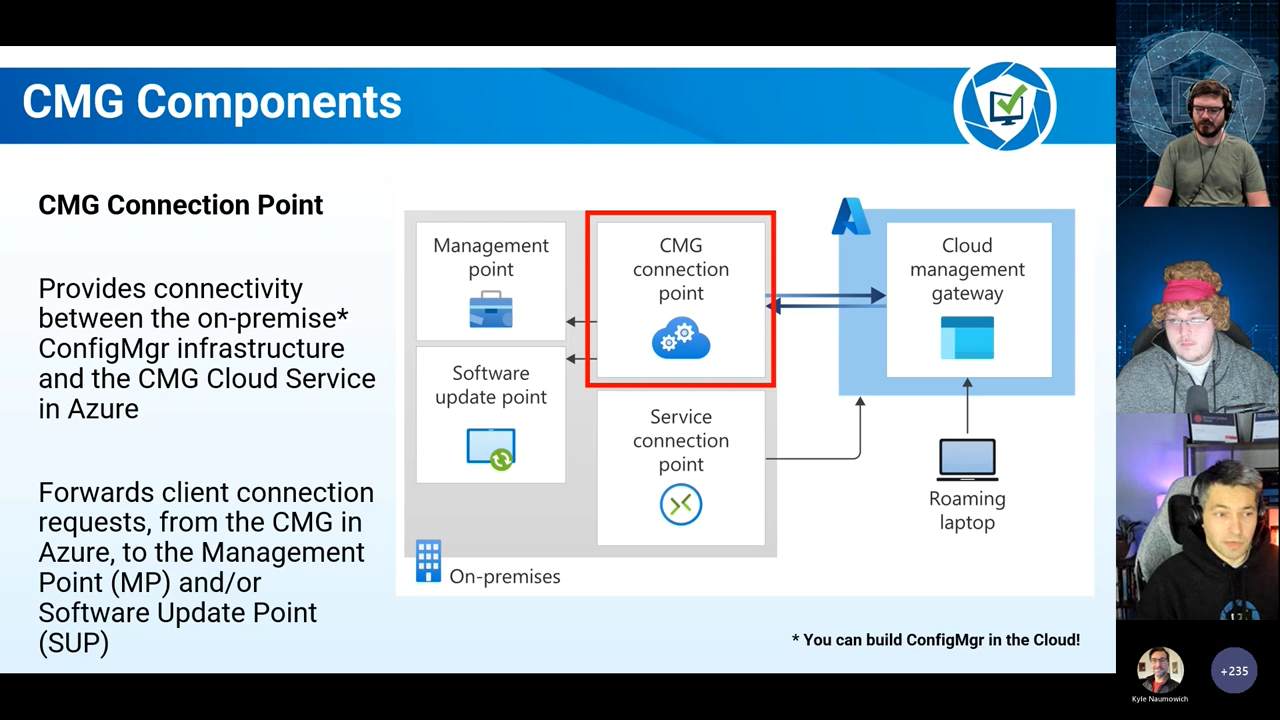 CMG Components
CMG Connection Point
Provides connectivity
between the on-premise*
ConfigMgr infrastructure
and the CMG Cloud Service
in Azure
Forwards client connection
requests, from the CMG in
Azure, to the Management
Point (MP) and/or
Software Update Point
(SUP)
Management
point
CMG
connection
point
Cloud
management
gateway
Software
update point
Service
connection
point
Roaming
laptop
On-premises
* You can build ConfigMgr in the Cloud!
Kyle Naumowich
+235